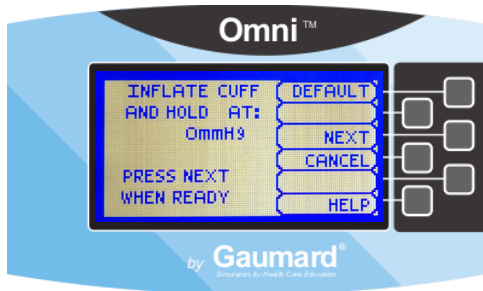 Omni™
INFLATE CUFF
AND HOLD AT:
0mmHg
PRESS NEXT
WHEN READY
DEFAULT
NEXT
CANCEL
HELP
by Gaumard®
Simulators for Health Care Education